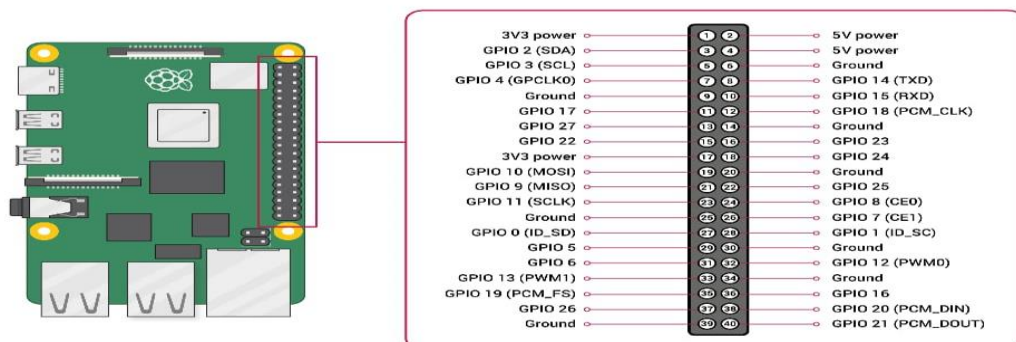 3V3 power 1 2 5V power
GPIO 2 (SDA) 3 4 5V power
GPIO 3 (SCL) 5 6 Ground
GPIO 4 (GPCLK0) 7 8 GPIO 14 (TXD)
Ground 9 10 GPIO 15 (RXD)
GPIO 17 11 12 GPIO 18 (PCM_CLK)
GPIO 27 13 14 Ground
GPIO 22 15 16 GPIO 23
3V3 power 17 18 GPIO 24
GPIO 10 (MOSI) 19 20 Ground
GPIO 9 (MISO) 21 22 GPIO 25
GPIO 11 (SCLK) 23 24 GPIO 8 (CE0)
Ground 25 26 GPIO 7 (CE1)
GPIO 0 (ID_SD) 27 28 GPIO 1 (ID_SC)
GPIO 5 29 30 Ground
GPIO 6 31 32 GPIO 12 (PWM0)
GPIO 13 (PWM1) 33 34 Ground
GPIO 19 (PCM_FS) 35 36 GPIO 16
GPIO 26 37 38 GPIO 20 (PCM_DIN)
Ground 39 40 GPIO 21 (PCM_DOUT)